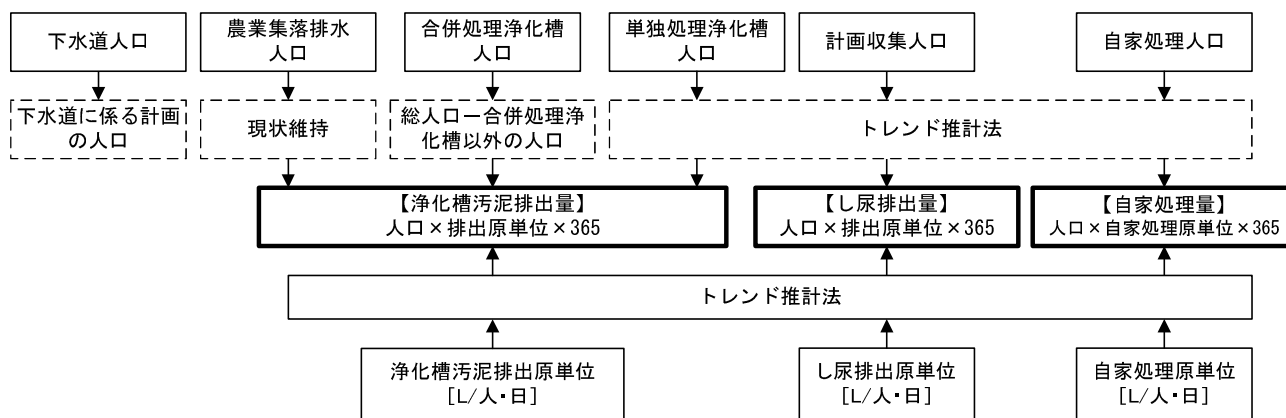 下水道人口
農業集落排水
人口
合併処理浄化槽
人口
単独処理浄化槽
人口
計画収集人口
自家処理人口
下水道に係る計画
の人口
現状維持
総人口ー合併処理浄
化槽以外の人口
トレンド推計法
【浄化槽汚泥排出量】
人口×排出原単位×365
【し尿排出量】
人口×排出原単位×365
【自家処理量】
人口×自家処理原単位×365
トレンド推計法
浄化槽汚泥排出原単位
[L/人・日]
し尿排出原単位
[L/人・日]
自家処理原単位
[L/人・日]